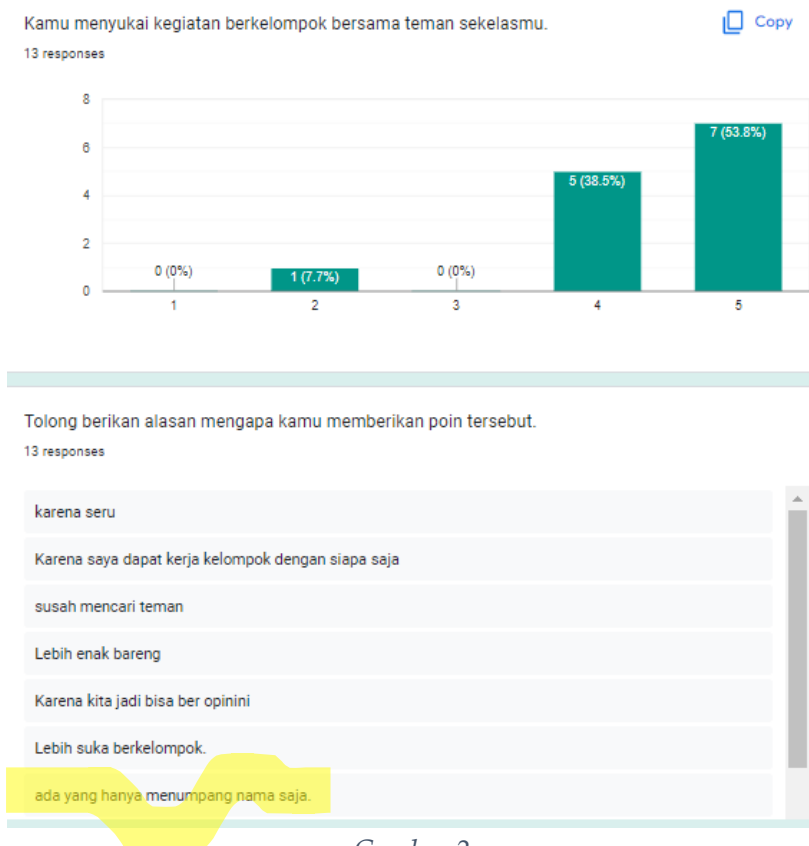 Kamu menyukai kegiatan berkelompok bersama teman sekelasmu.
Copy
13 responses
8
6
4
2
0
0 (0%)
1 (7.7%)
0 (0%)
5 (38.5%)
7 (53.8%)
1
2
3
4
5
Tolong berikan alasan mengapa kamu memberikan poin tersebut.
13 responses
karena seru
Karena saya dapat kerja kelompok dengan siapa saja
susah mencari teman
Lebih enak bareng
Karena kita jadi bisa ber opinini
Lebih suka berkelompok.
ada yang hanya menumpang nama saja.